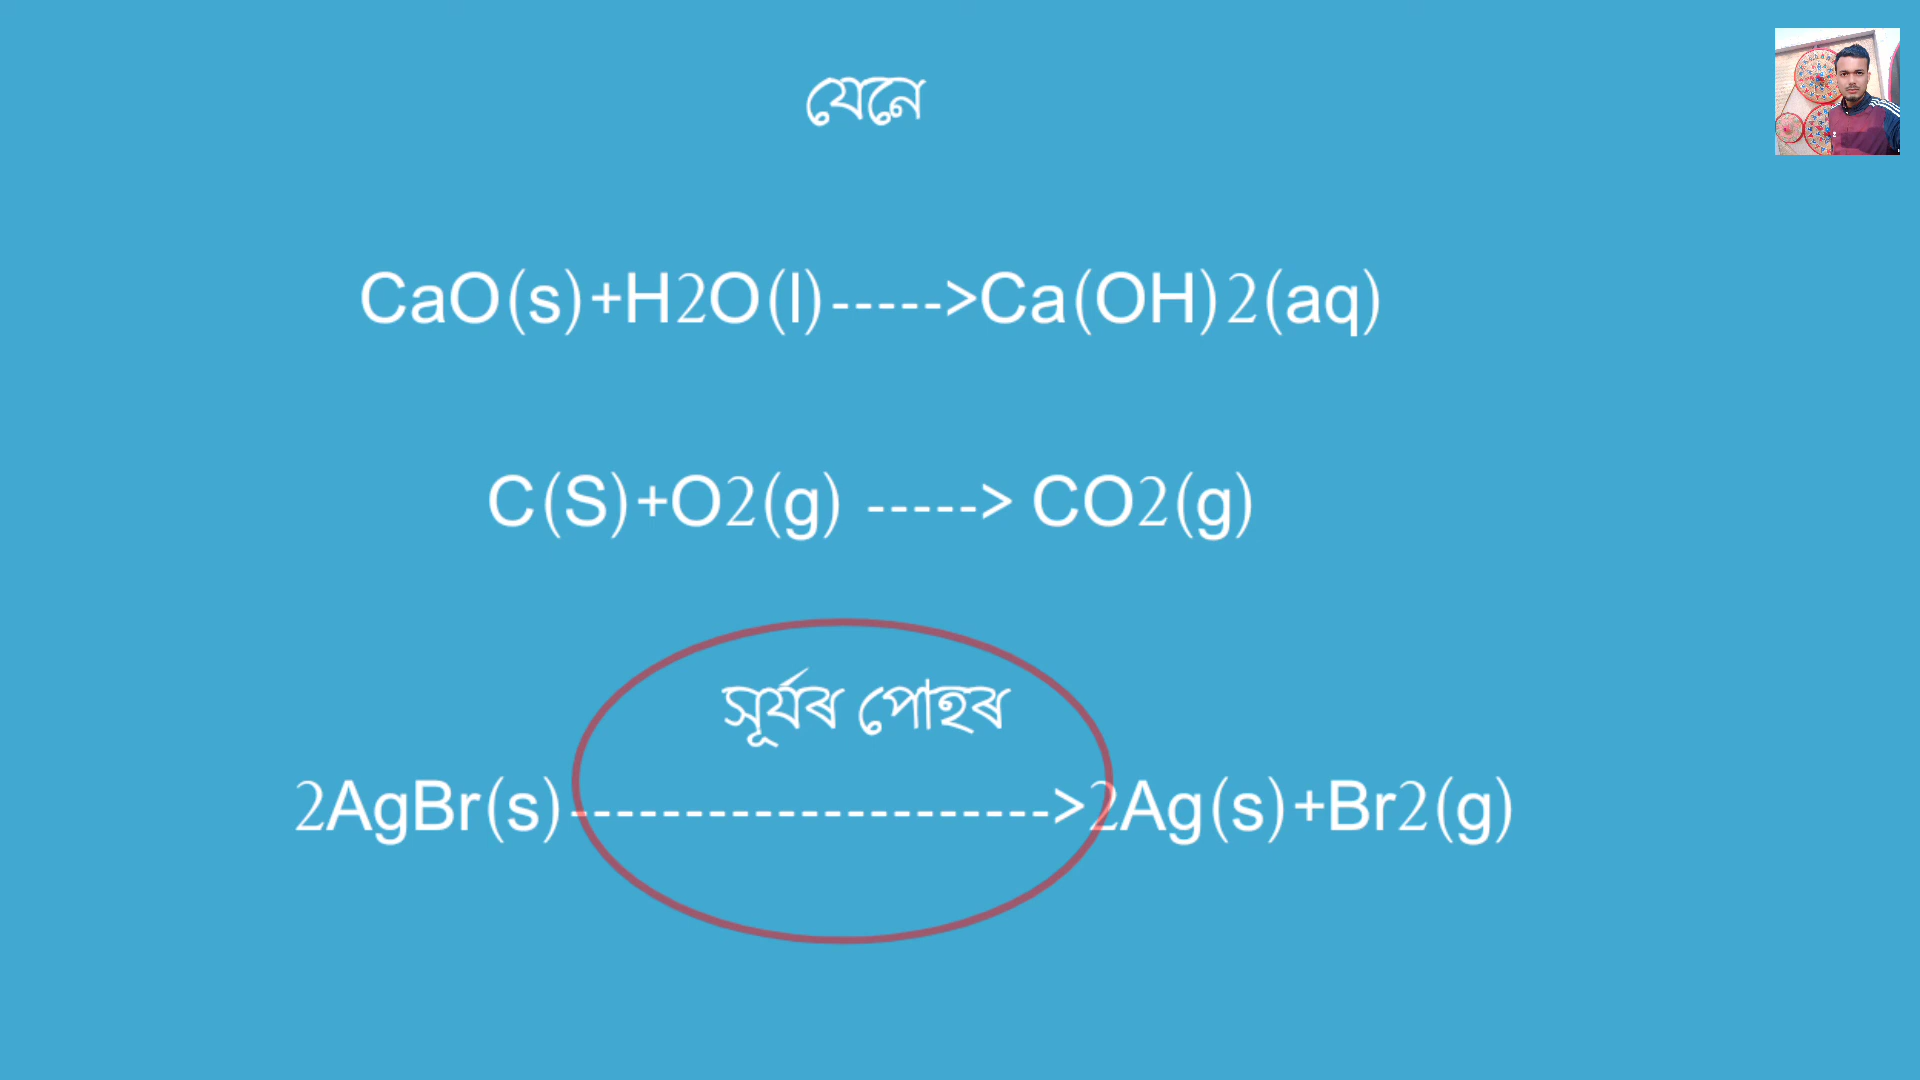 যেনে
CaO(s)+H2O(l)----->Ca(OH)2(aq)
C(S)+O2(g) -----> CO2(g)
সূৰ্যৰ পোহৰ
2AgBr(s)--------------------->2Ag(s)+Br2(g)